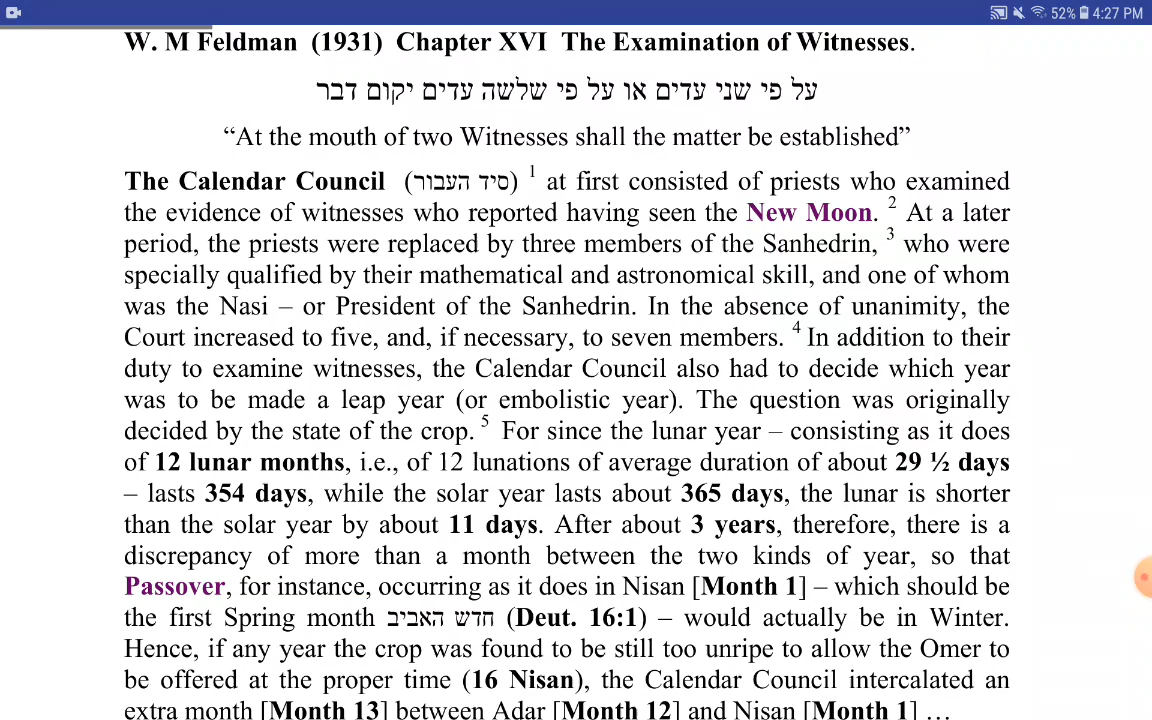 52% 4:27 PM
W. M Feldman (1931) Chapter XVI The Examination of Witnesses.
על פי שני עדים או על פי שלשה עדים יקום דבר
“At the mouth of two Witnesses shall the matter be established”
The Calendar Council (סיד העבור) 1 at first consisted of priests who examined
the evidence of witnesses who reported having seen the New Moon. 2 At a later
period, the priests were replaced by three members of the Sanhedrin, 3 who were
specially qualified by their mathematical and astronomical skill, and one of whom
was the Nasi – or President of the Sanhedrin. In the absence of unanimity, the
Court increased to five, and, if necessary, to seven members. 4 In addition to their
duty to examine witnesses, the Calendar Council also had to decide which year
was to be made a leap year (or embolistic year). The question was originally
decided by the state of the crop. 5 For since the lunar year – consisting as it does
of 12 lunar months, i.e., of 12 lunations of average duration of about 29 ½ days
– lasts 354 days, while the solar year lasts about 365 days, the lunar is shorter
than the solar year by about 11 days. After about 3 years, therefore, there is a
discrepancy of more than a month between the two kinds of year, so that
Passover, for instance, occurring as it does in Nisan [Month 1] – which should be
the first Spring month חדש האביב (Deut. 16:1) – would actually be in Winter.
Hence, if any year the crop was found to be still too unripe to allow the Omer to
be offered at the proper time (16 Nisan), the Calendar Council intercalated an
extra month [Month 13] between Adar [Month 12] and Nisan [Month 1] …